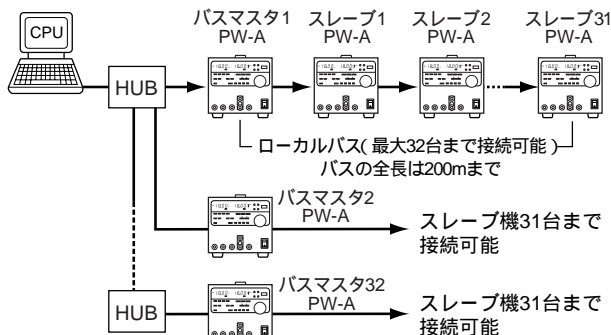 CPU
HUB
バスマスタ1
PW-A
スレーブ1
PW-A
スレーブ2
PW-A
スレーブ31
PW-A
ローカルバス(最大32台まで接続可能)
バスの全長は200mまで
バスマスタ2
PW-A
スレーブ機31台まで
接続可能
HUB
バスマスタ32
PW-A
スレーブ機31台まで
接続可能